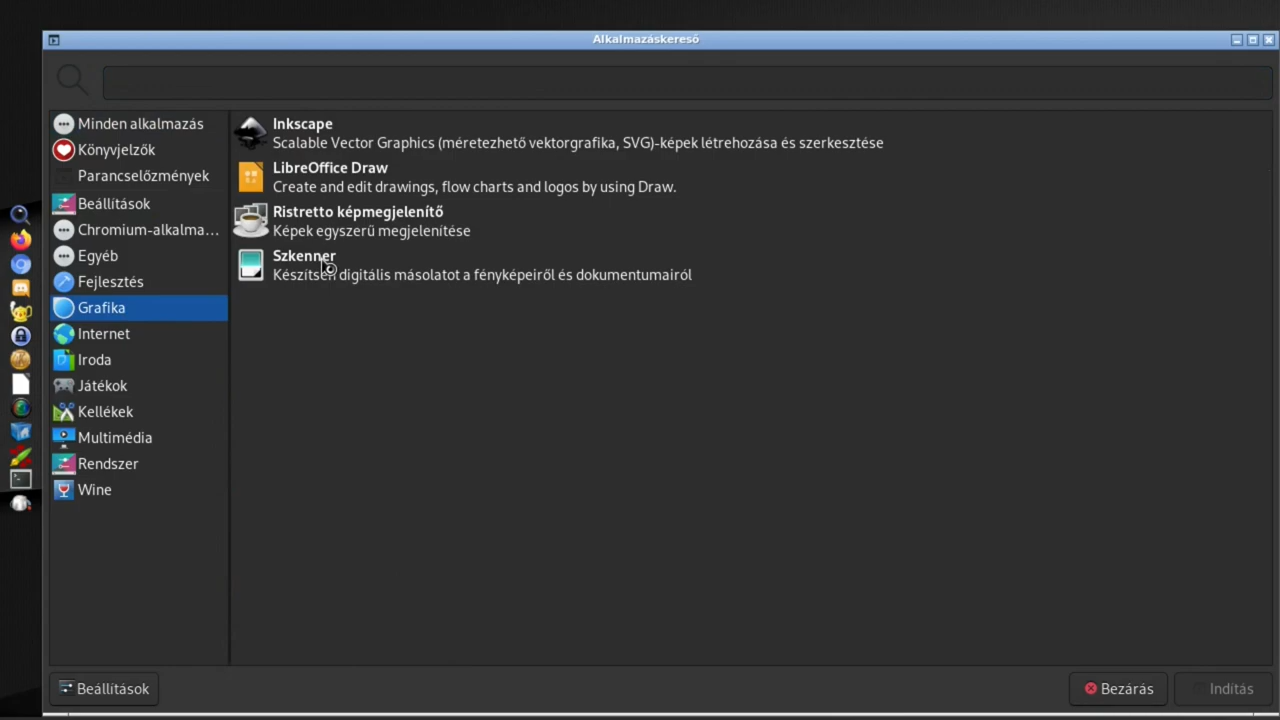 Alkalmazáskereső
Minden alkalmazás
Könyvjelzők
Parancselőzmények
Beállítások
Chromium-alkalma...
Egyéb
Fejlesztés
Grafika
Internet
Iroda
Játékok
Kellékek
Multimédia
Rendszer
Wine
Inkscape
Scalable Vector Graphics (méretezhető vektorgrafika, SVG)-képek létrehozása és szerkesztése
LibreOffice Draw
Create and edit drawings, flow charts and logos by using Draw.
Ristretto képmegjelenítő
Képek egyszerű megjelenítése
Szkenner
Készítsen digitális másolatot a fényképeiről és dokumentumairól
Beállítások
Bezárás
Indítás